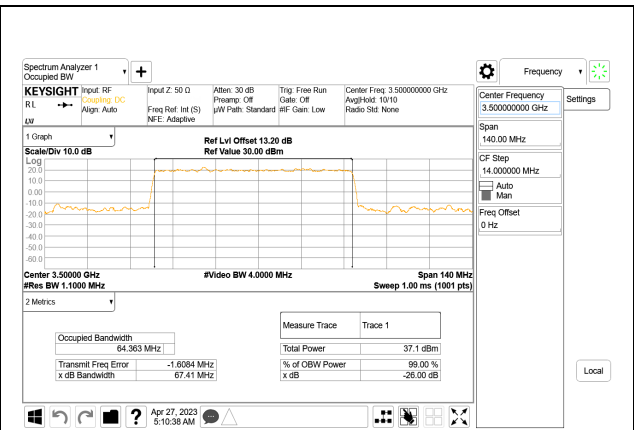 Spectrum Analyzer 1
Occupied BW
Frequency
KEYSIGHT
Input: RF
Coupling: DC
Align: Auto
Input Z: 50 Ω
Freq Ref: Int (S)
NFE: Adaptive
Atten: 30 dB
Preamp: Off
µW Path: Standard
Trig: Free Run
Gate: Off
#IF Gain: Low
Center Freq: 3.500000000 GHz
Avg|Hold: 10/10
Radio Std: None
R L
LXI
Center Frequency
3.500000000 GHz
Settings
Span
140.00 MHz
CF Step
14.000000 MHz
Auto
Man
Freq Offset
0 Hz
1 Graph
Scale/Div 10.0 dB
Ref Lvl Offset 13.20 dB
Ref Value 30.00 dBm
Log
20.0
10.0
0.00
-10.0
-20.0
-30.0
-40.0
-50.0
-60.0
Center 3.50000 GHz
#Video BW 4.0000 MHz
Span 140 MHz
#Res BW 1.1000 MHz
Sweep 1.00 ms (1001 pts)
2 Metrics
Measure Trace
Trace 1
Occupied Bandwidth
64.363 MHz
Total Power
37.1 dBm
Transmit Freq Error
-1.6084 MHz
% of OBW Power
99.00 %
x dB Bandwidth
67.41 MHz
x dB
-26.00 dB
Local
?
Apr 27, 2023
5:10:38 AM